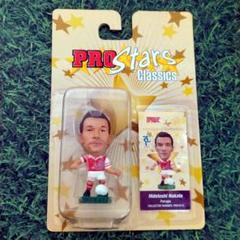 PRO
Stars
Classics
Hidetoshi Nakata
Perugia